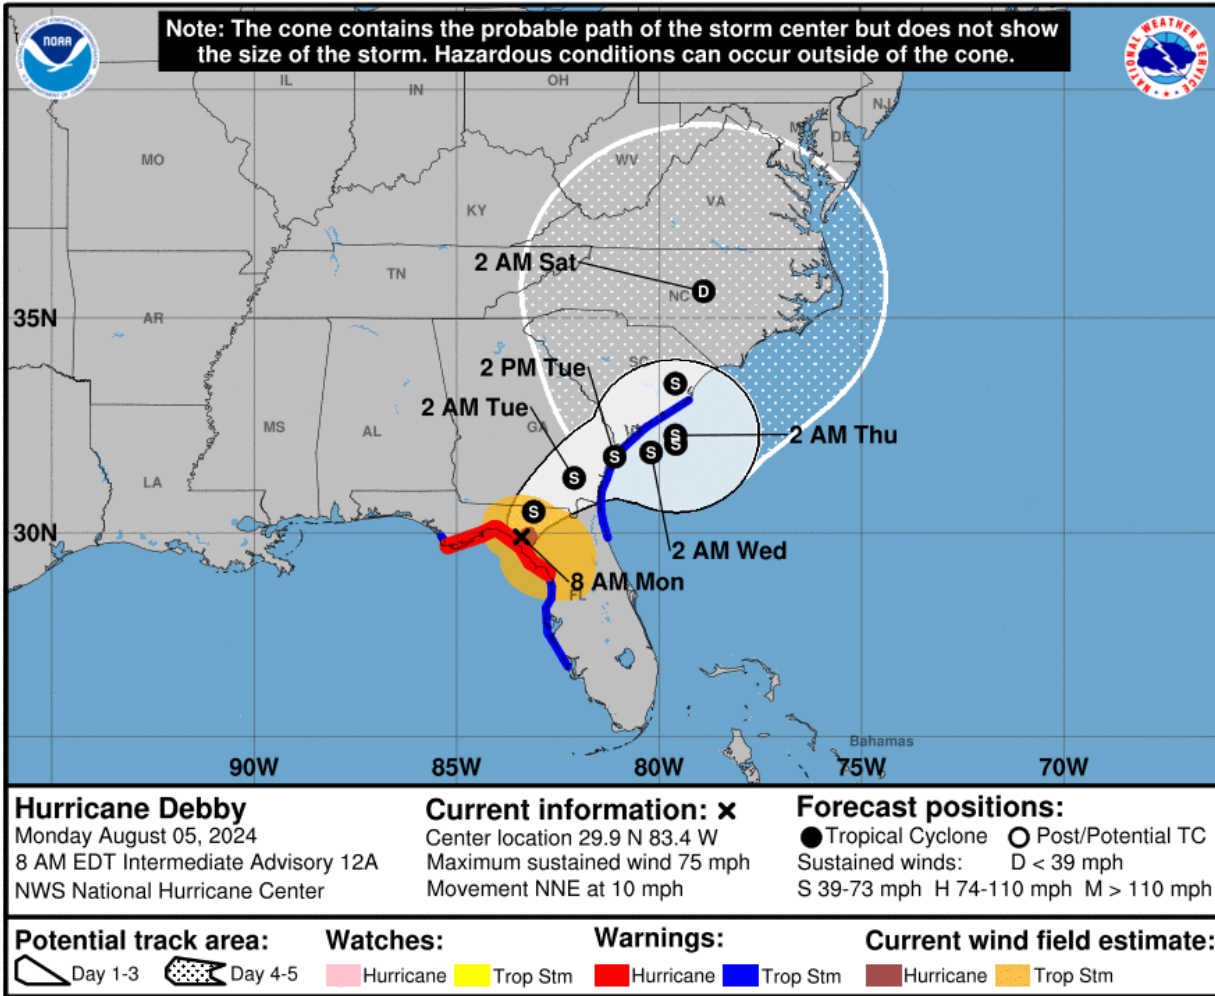 Note: The cone contains the probable path of the storm center but does not show
the size of the storm. Hazardous conditions can occur outside of the cone.
NOAA
NATIONAL WEATHER SERVICE
IL
IN
OH
NJ
MO
WV
DE
KY
VA
2 AM Sat
TN
D
NC
35N
AR
SC
2 PM Tue
S
2 AM Tue
GA
MS
AL
S
2 AM Thu
S
S
S
LA
S
S
30N
2 AM Wed
8 AM Mon
FL
Bahamas
90W
85W
80W
75W
70W
Hurricane Debby
Monday August 05, 2024
8 AM EDT Intermediate Advisory 12A
NWS National Hurricane Center
Current information: x
Center location 29.9 N 83.4 W
Maximum sustained wind 75 mph
Movement NNE at 10 mph
Forecast positions:
Tropical Cyclone Post/Potential TC
Sustained winds: D < 39 mph
S 39-73 mph H 74-110 mph M > 110 mph
Potential track area:
Day 1-3 Day 4-5
Watches:
Hurricane Trop Stm
Warnings:
Hurricane Trop Stm
Current wind field estimate:
Hurricane Trop Stm